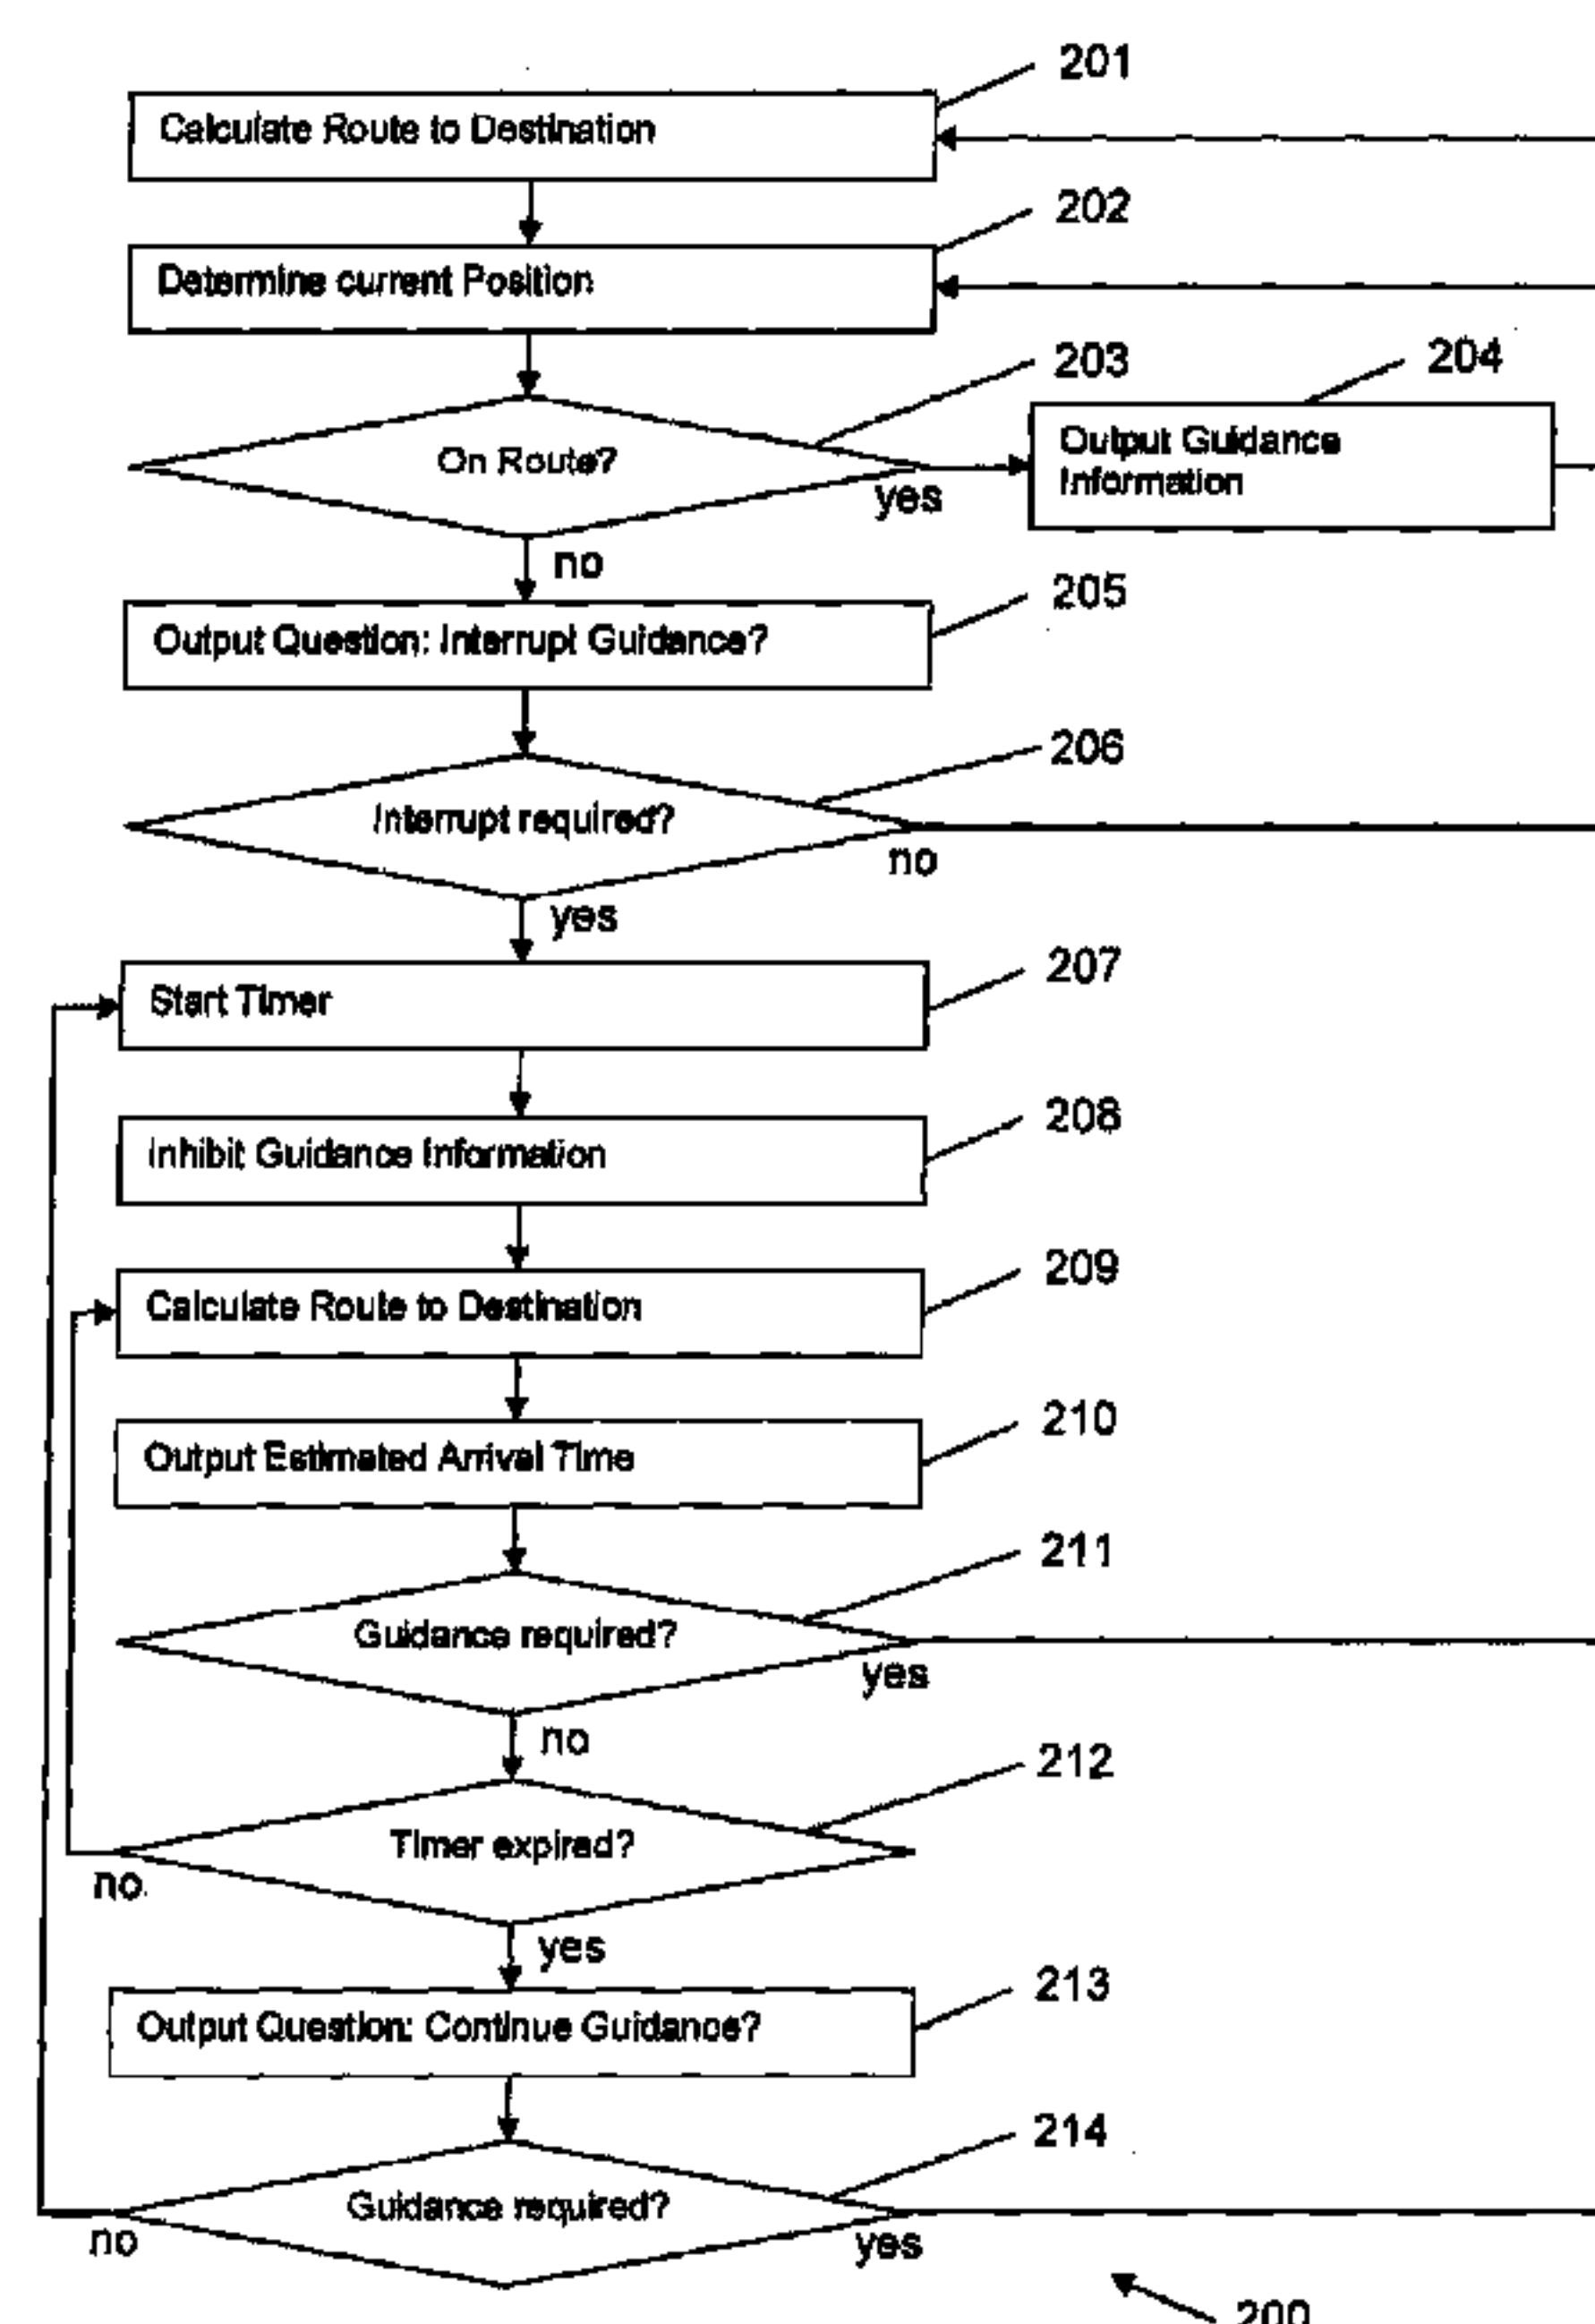 201
Calculate Route to Destination
202
Determine current Position
203
204
On Route?
yes
Output Guidance
Information
no
205
Output Question: Interrupt Guidance?
206
Interrupt required?
no
yes
207
Start Timer
208
Inhibit Guidance Information
209
Calculate Route to Destination
210
Output Estimated Arrival Time
211
Guidance required?
yes
no
212
Timer expired?
no
yes
213
Output Question: Continue Guidance?
214
Guidance required?
no
yes
200